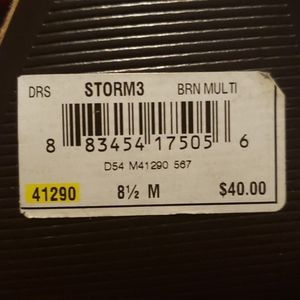 DRS STORM3 BRN MULTI
8 83454 17505 6
D54 M41290 567
41290 8½ M $40.00